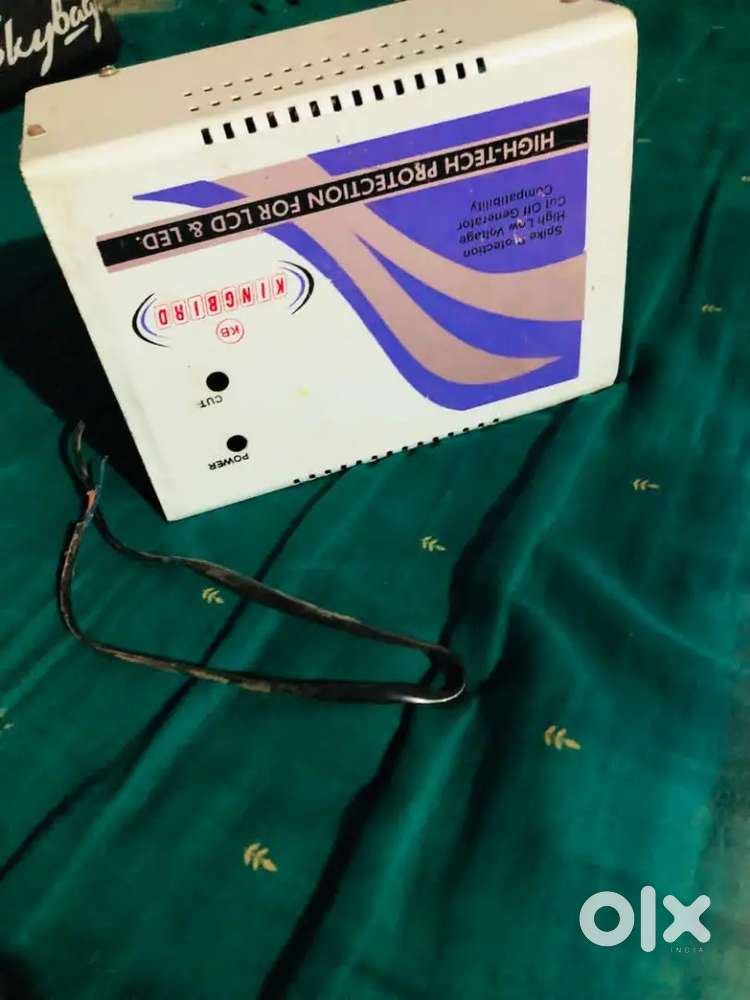 Skybags
POWER
CUT
KB
KINGBIRD
HIGH-TECH PROTECTION FOR LCD & LED.
Spike Protection
High Low Voltage
Cut Off Generator
Compatibility
olx
INDIA